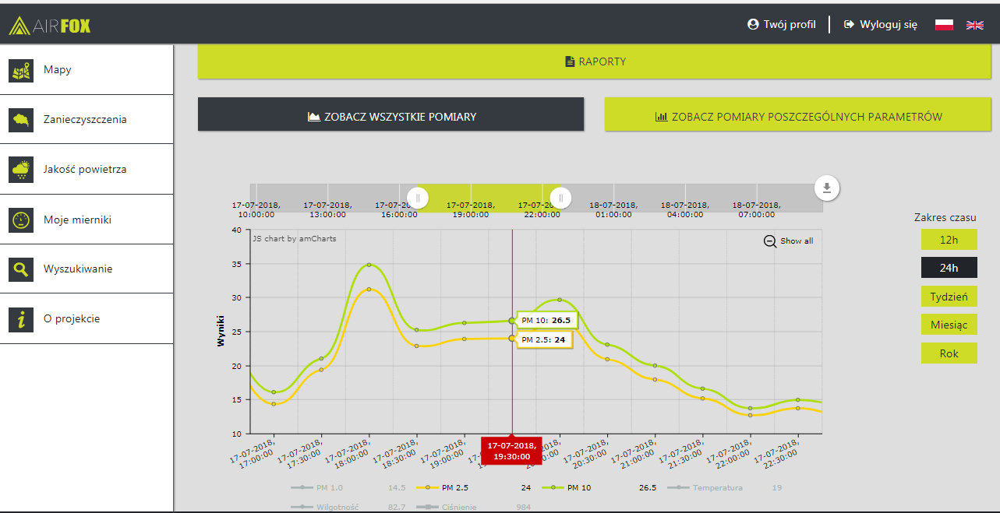 AIRFOX
Twój profil
Wyloguj się
Mapy
Zanieczyszczenia
Jakość powietrza
Moje mierniki
Wyszukiwanie
O projekcie
RAPORTY
ZOBACZ WSZYSTKIE POMIARY
ZOBACZ POMIARY POSZCZEGÓLNYCH PARAMETRÓW
17-07-2018,
10:00:00
17-07-2018,
13:00:00
17-07-20
16:00:00
17-07-2018,
19:00:00
17-07-20
22:00:00
18-07-2018,
01:00:00
18-07-2018,
04:00:00
18-07-2018,
07:00:00
Zakres czasu
12h
24h
Tydzień
Miesiąc
Rok
JS chart by amCharts
Show all
Wyniki
40
35
30
25
20
15
10
PM 10: 26.5
PM 2.5: 24
17-07-2018,
17:00:00
17-07-2018,
17:30:00
17-07-2018,
18:00:00
17-07-2018,
18:30:00
17-07-2018,
19:00:00
17-07-2018,
19:30:00
17-07-2018,
20:30:00
17-07-2018,
21:00:00
17-07-2018,
21:30:00
17-07-2018,
22:00:00
17-07-2018,
22:30:00
PM 1.0 14.5
PM 2.5 24
PM 10 26.5
Temperatura 19
Wilgotność 82.7
Ciśnienie 984